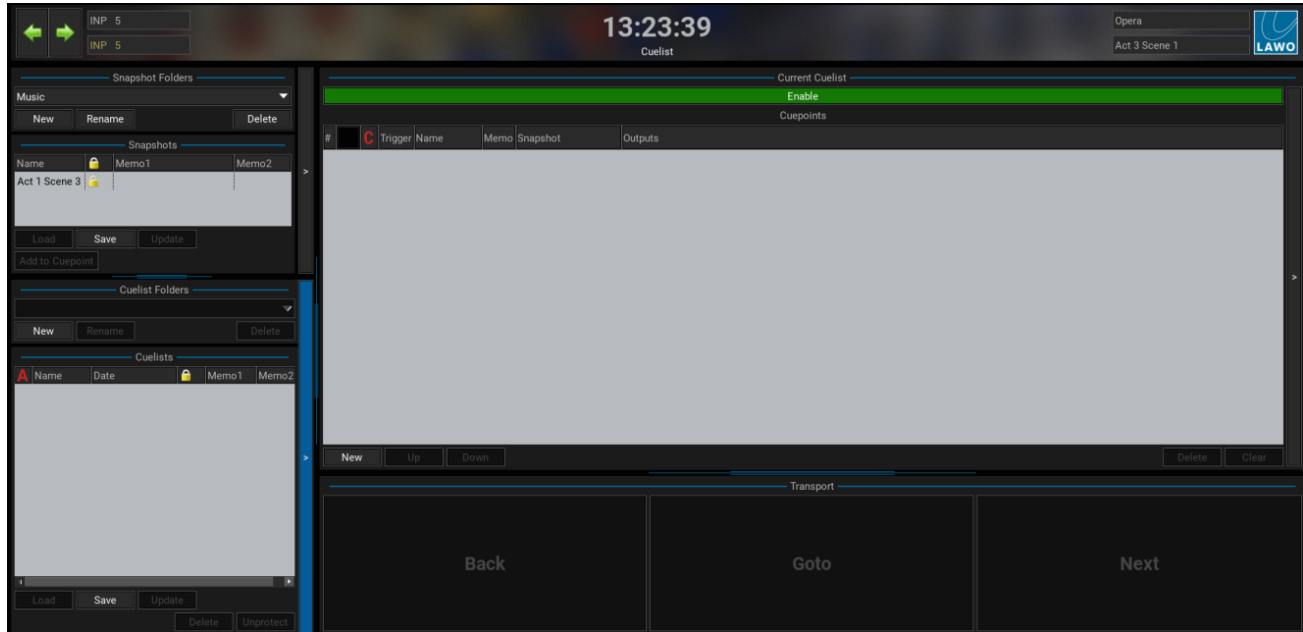 INP 5
INP 5
13:23:39
Cuelist
Opera
Act 3 Scene 1
LAWO
Snapshot Folders
Music
New Rename Delete
Snapshots
Name Memo1 Memo2
Act 1 Scene 3
>
Load Save Update
Add to Cuepoint
Cuelist Folders
New Rename Delete
Cuelists
A Name Date Memo1 Memo2
>
Load Save Update
Delete Unprotect
Current Cuelist
Enable
Cuepoints
# C Trigger Name Memo Snapshot Outputs
>
New Up Down Delete Clear
Transport
Back Goto Next